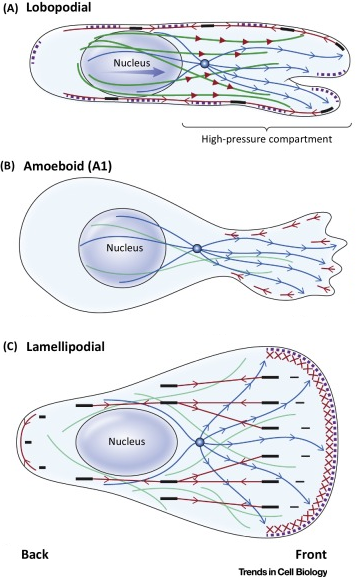 (A) Lobopodial
Nucleus
High-pressure compartment
(B) Amoeboid (A1)
Nucleus
(C) Lamellipodial
Nucleus
Back Front
Trends in Cell Biology